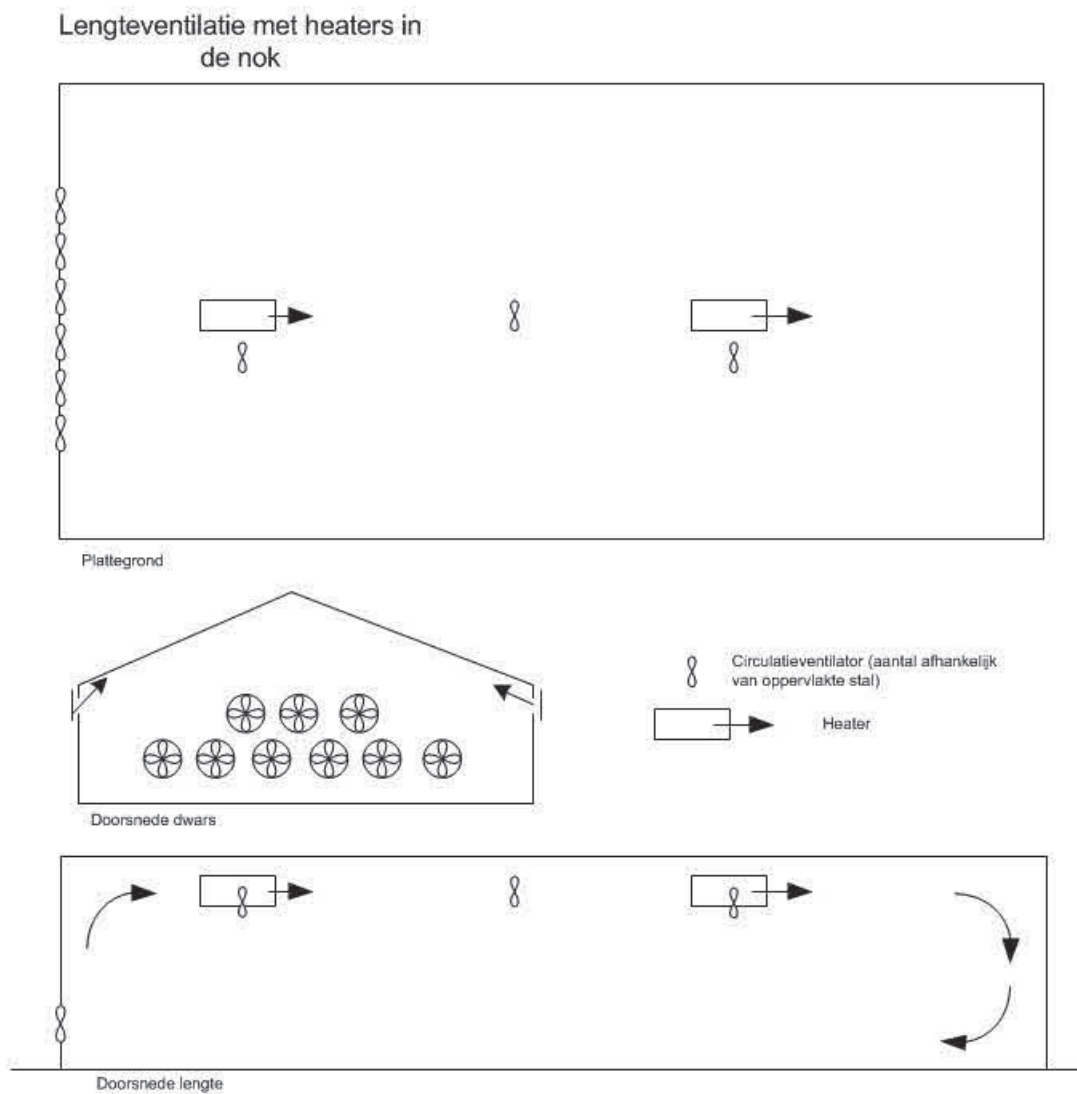 Lengteventilatie met heaters in
de nok
Plattegrond
Circulatieventilator (aantal afhankelijk
van oppervlakte stal)
Heater
Doorsnede dwars
Doorsnede lengte